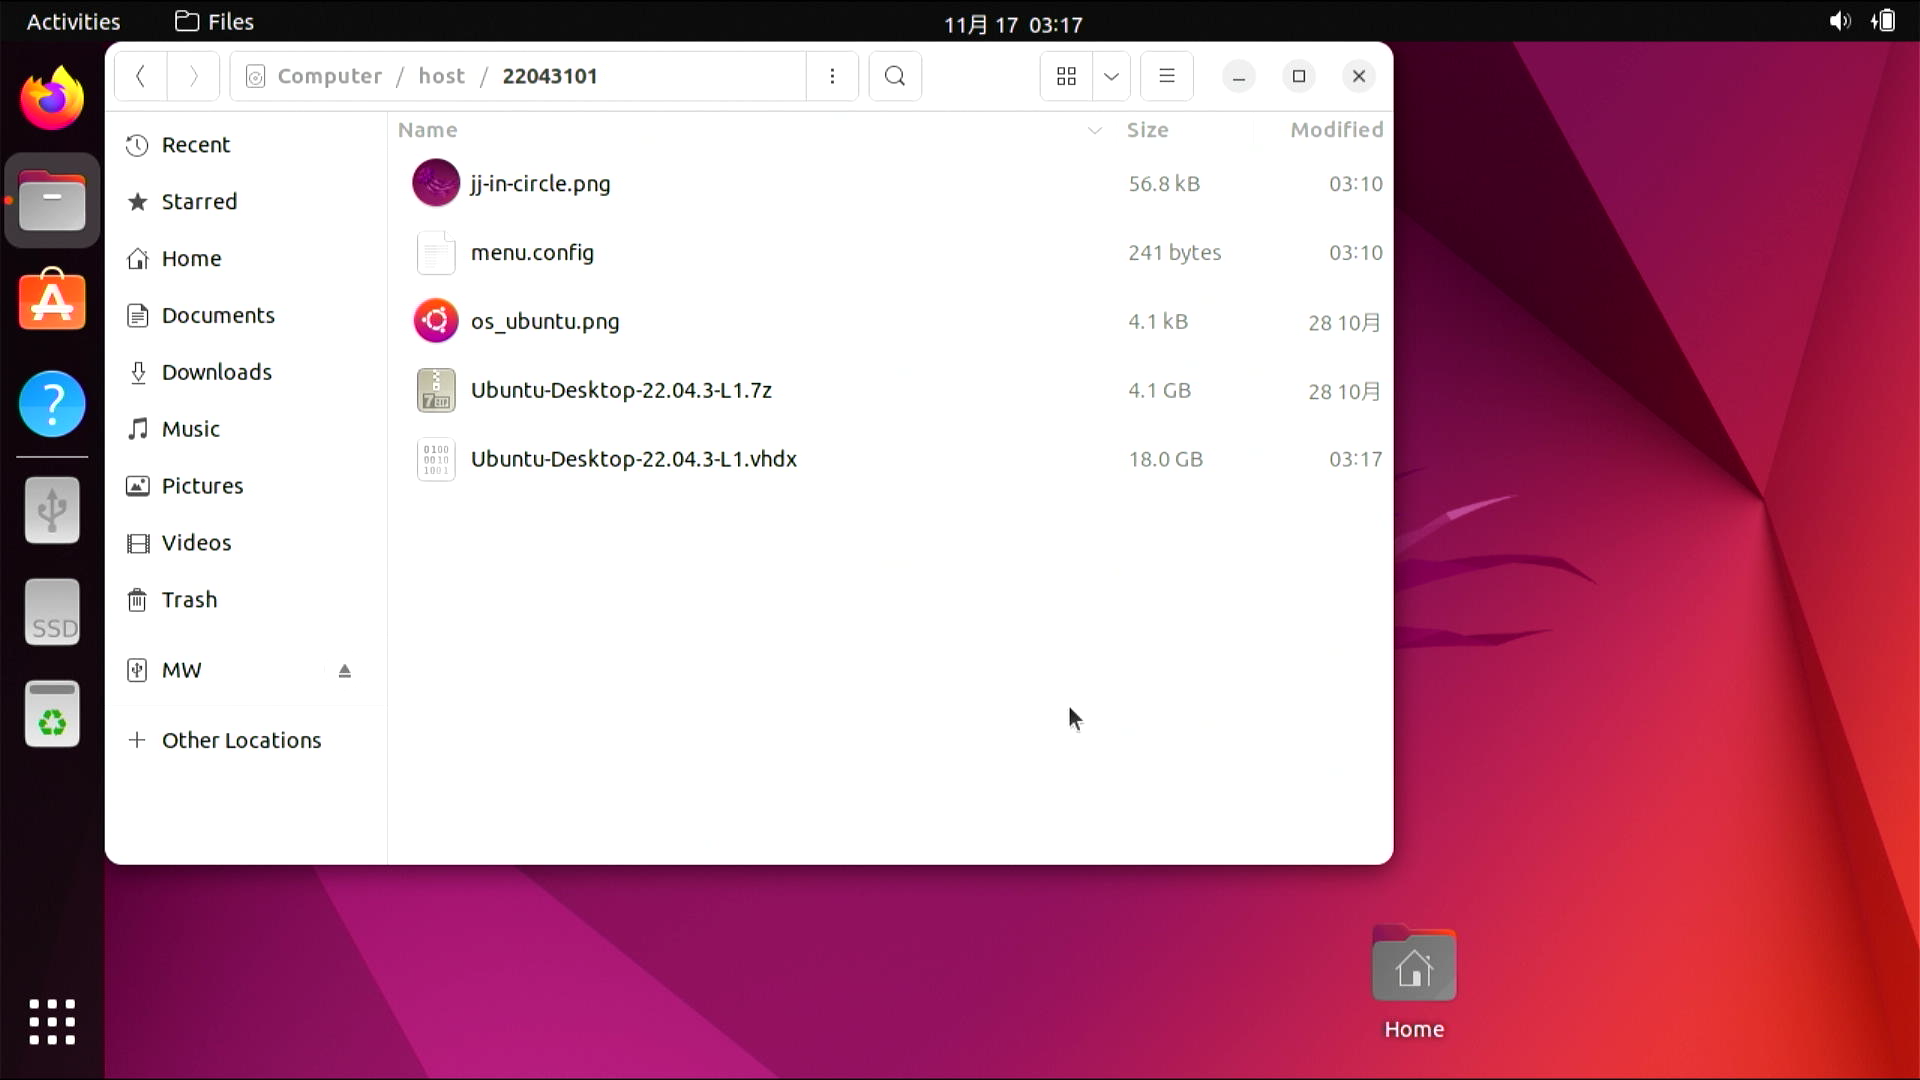 Activities Files 11月 17 03:17
Computer / host / 22043101
Name Size Modified
Recent
jj-in-circle.png 56.8 kB 03:10
Starred
menu.config 241 bytes 03:10
Home
Documents
os_ubuntu.png 4.1 kB 28 10月
Downloads
Ubuntu-Desktop-22.04.3-L1.7z 4.1 GB 28 10月
Music
Ubuntu-Desktop-22.04.3-L1.vhdx 18.0 GB 03:17
Pictures
Videos
Trash
SSD
MW
Other Locations
Home